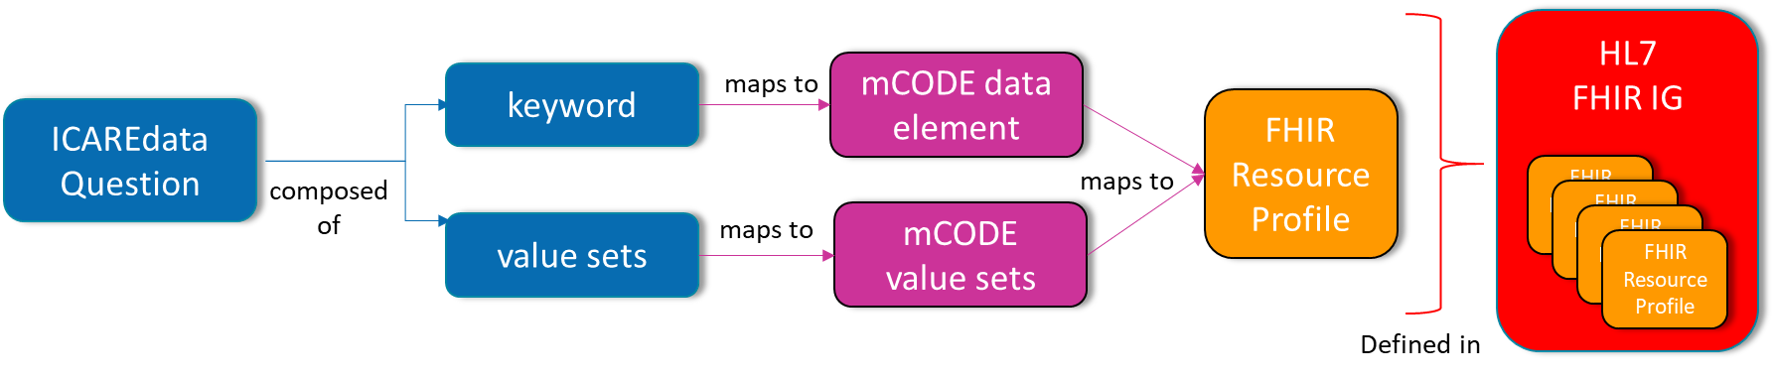 ICAREdata
Question
composed
of
keyword
value sets
maps to
maps to
mCODE data
element
mCODE
value sets
maps to
FHIR
Resource
Profile
Defined in
HL7
FHIR IG
FHIR
FHIR
FHIR
FHIR
Resource
Profile